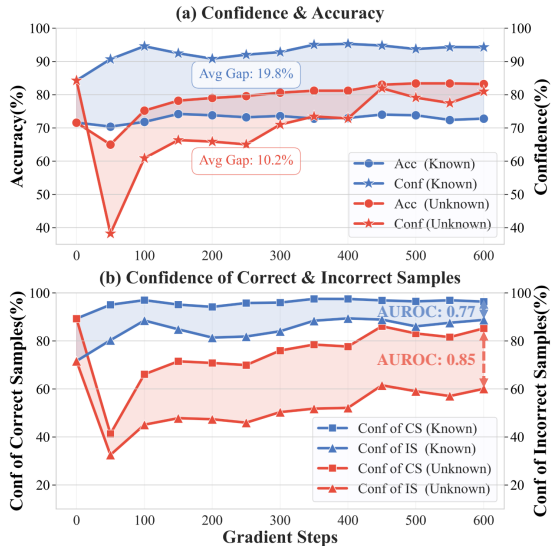 (a) Confidence & Accuracy
Accuracy(%)
Confidence(%)
100
90
80
70
60
50
40
100
90
80
70
60
50
40
Avg Gap: 19.8%
Avg Gap: 10.2%
Acc (Known)
Conf (Known)
Acc (Unknown)
Conf (Unknown)
0 100 200 300 400 500 600
(b) Confidence of Correct & Incorrect Samples
Conf of Correct Samples(%)
Conf of Incorrect Samples(%)
100
80
60
40
20
100
80
60
40
20
AUROC: 0.77
AUROC: 0.85
Conf of CS (Known)
Conf of IS (Known)
Conf of CS (Unknown)
Conf of IS (Unknown)
0 100 200 300 400 500 600
Gradient Steps